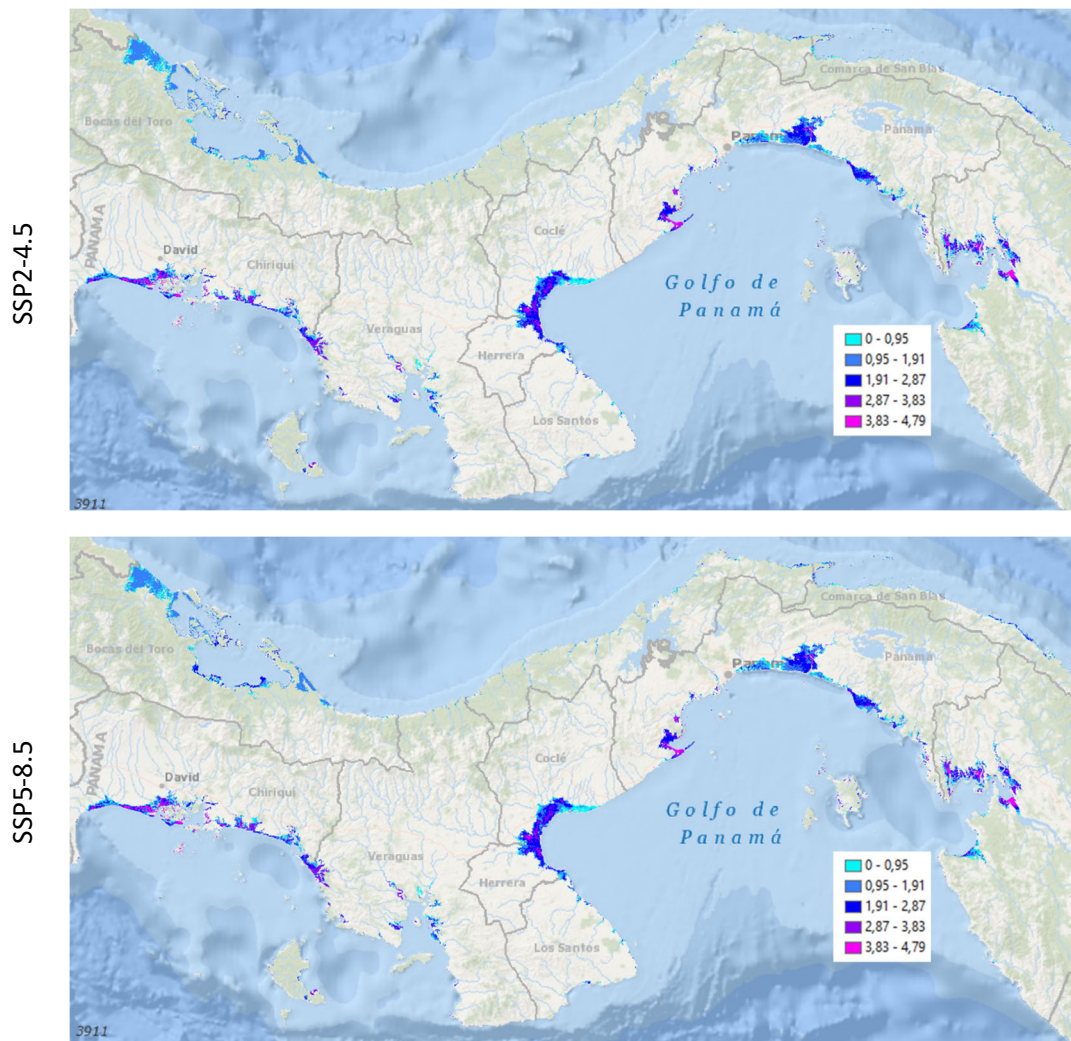 SSP2-4.5
Comarca de San Blas
Bocas del Toro
Panamá
Panamá
PANAMA
David
Coclé
Chiriquí
Golfo de
Panamá
Veraguas
Herrera
Los Santos
0 - 0,95
0,95 - 1,91
1,91 - 2,87
2,87 - 3,83
3,83 - 4,79
3911
SSP5-8.5
Comarca de San Blas
Bocas del Toro
Panamá
Panamá
PANAMA
David
Coclé
Chiriquí
Golfo de
Panamá
Veraguas
Herrera
Los Santos
0 - 0,95
0,95 - 1,91
1,91 - 2,87
2,87 - 3,83
3,83 - 4,79
3911